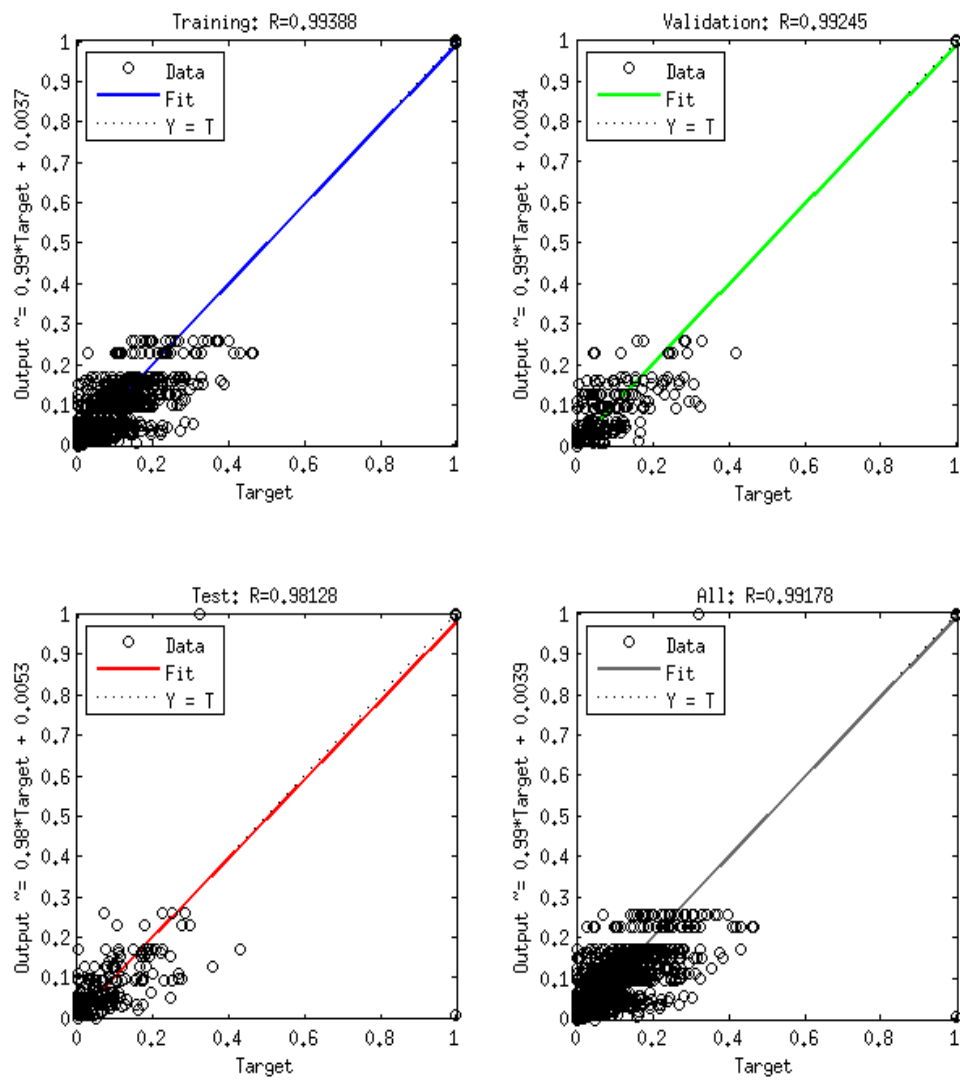 Training: R=0.99388
Output ~= 0.99*Target + 0.0037
1
0.9
0.8
0.7
0.6
0.5
0.4
0.3
0.2
0.1
0
Data
Fit
Y = T
0 0.2 0.4 0.6 0.8 1
Target
Validation: R=0.99245
Output ~= 0.99*Target + 0.0034
1
0.9
0.8
0.7
0.6
0.5
0.4
0.3
0.2
0.1
0
Data
Fit
Y = T
0 0.2 0.4 0.6 0.8 1
Target
Test: R=0.98128
Output ~= 0.98*Target + 0.0053
1
0.9
0.8
0.7
0.6
0.5
0.4
0.3
0.2
0.1
0
Data
Fit
Y = T
0 0.2 0.4 0.6 0.8 1
Target
All: R=0.99178
Output ~= 0.99*Target + 0.0039
1
0.9
0.8
0.7
0.6
0.5
0.4
0.3
0.2
0.1
0
Data
Fit
Y = T
0 0.2 0.4 0.6 0.8 1
Target